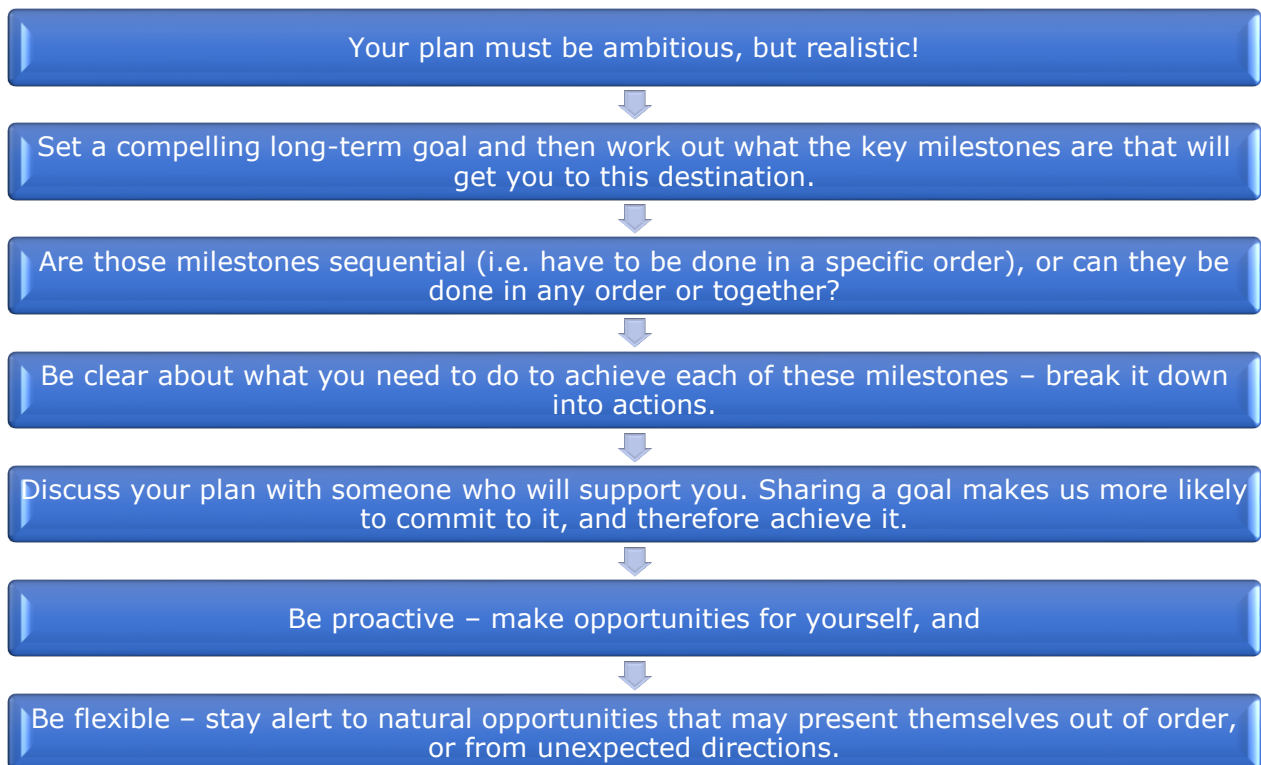 Your plan must be ambitious, but realistic!
Set a compelling long-term goal and then work out what the key milestones are that will
get you to this destination.
Are those milestones sequential (i.e. have to be done in a specific order), or can they be
done in any order or together?
Be clear about what you need to do to achieve each of these milestones – break it down
into actions.
Discuss your plan with someone who will support you. Sharing a goal makes us more likely
to commit to it, and therefore achieve it.
Be proactive – make opportunities for yourself, and
Be flexible – stay alert to natural opportunities that may present themselves out of order,
or from unexpected directions.